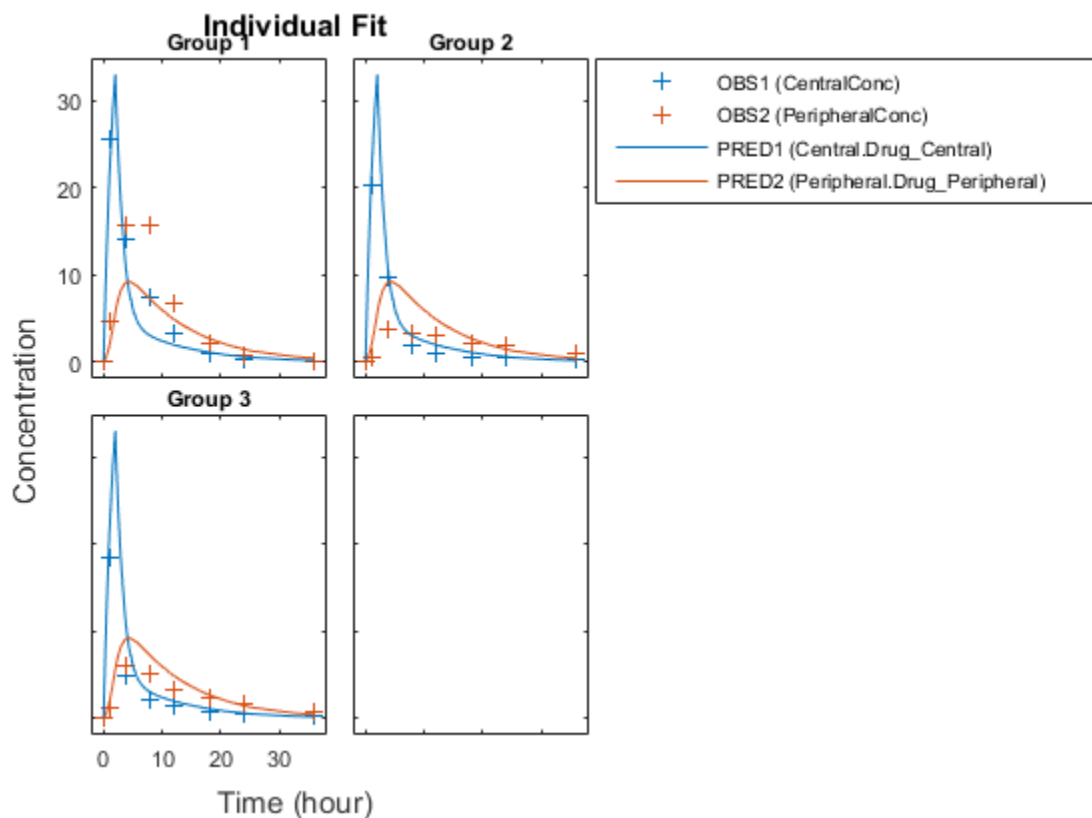 Individual Fit
Group 1
Group 2
OBS1 (CentralConc)
OBS2 (PeripheralConc)
PRED1 (Central.Drug_Central)
PRED2 (Peripheral.Drug_Peripheral)
30
20
10
0
Group 3
Concentration
0 10 20 30
Time (hour)